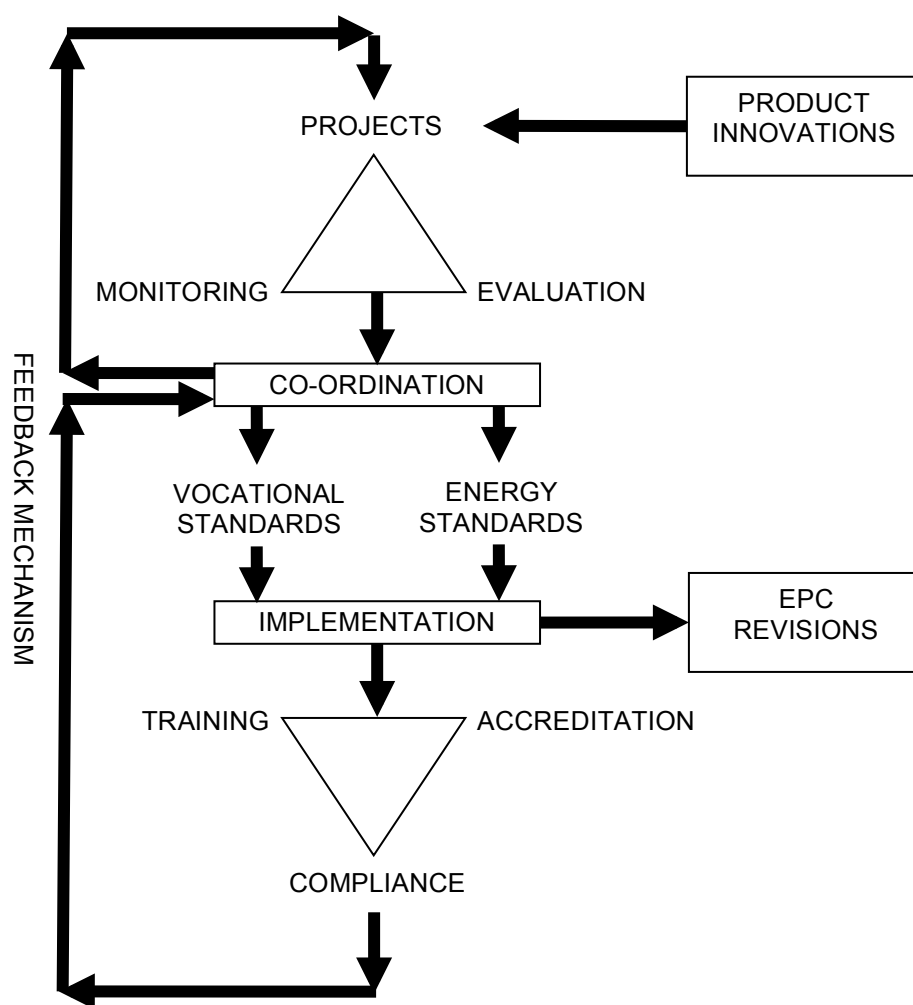 PRODUCT
INNOVATIONS
PROJECTS
MONITORING
EVALUATION
CO-ORDINATION
FEEDBACK MECHANISM
VOCATIONAL
STANDARDS
ENERGY
STANDARDS
IMPLEMENTATION
EPC
REVISIONS
TRAINING
ACCREDITATION
COMPLIANCE